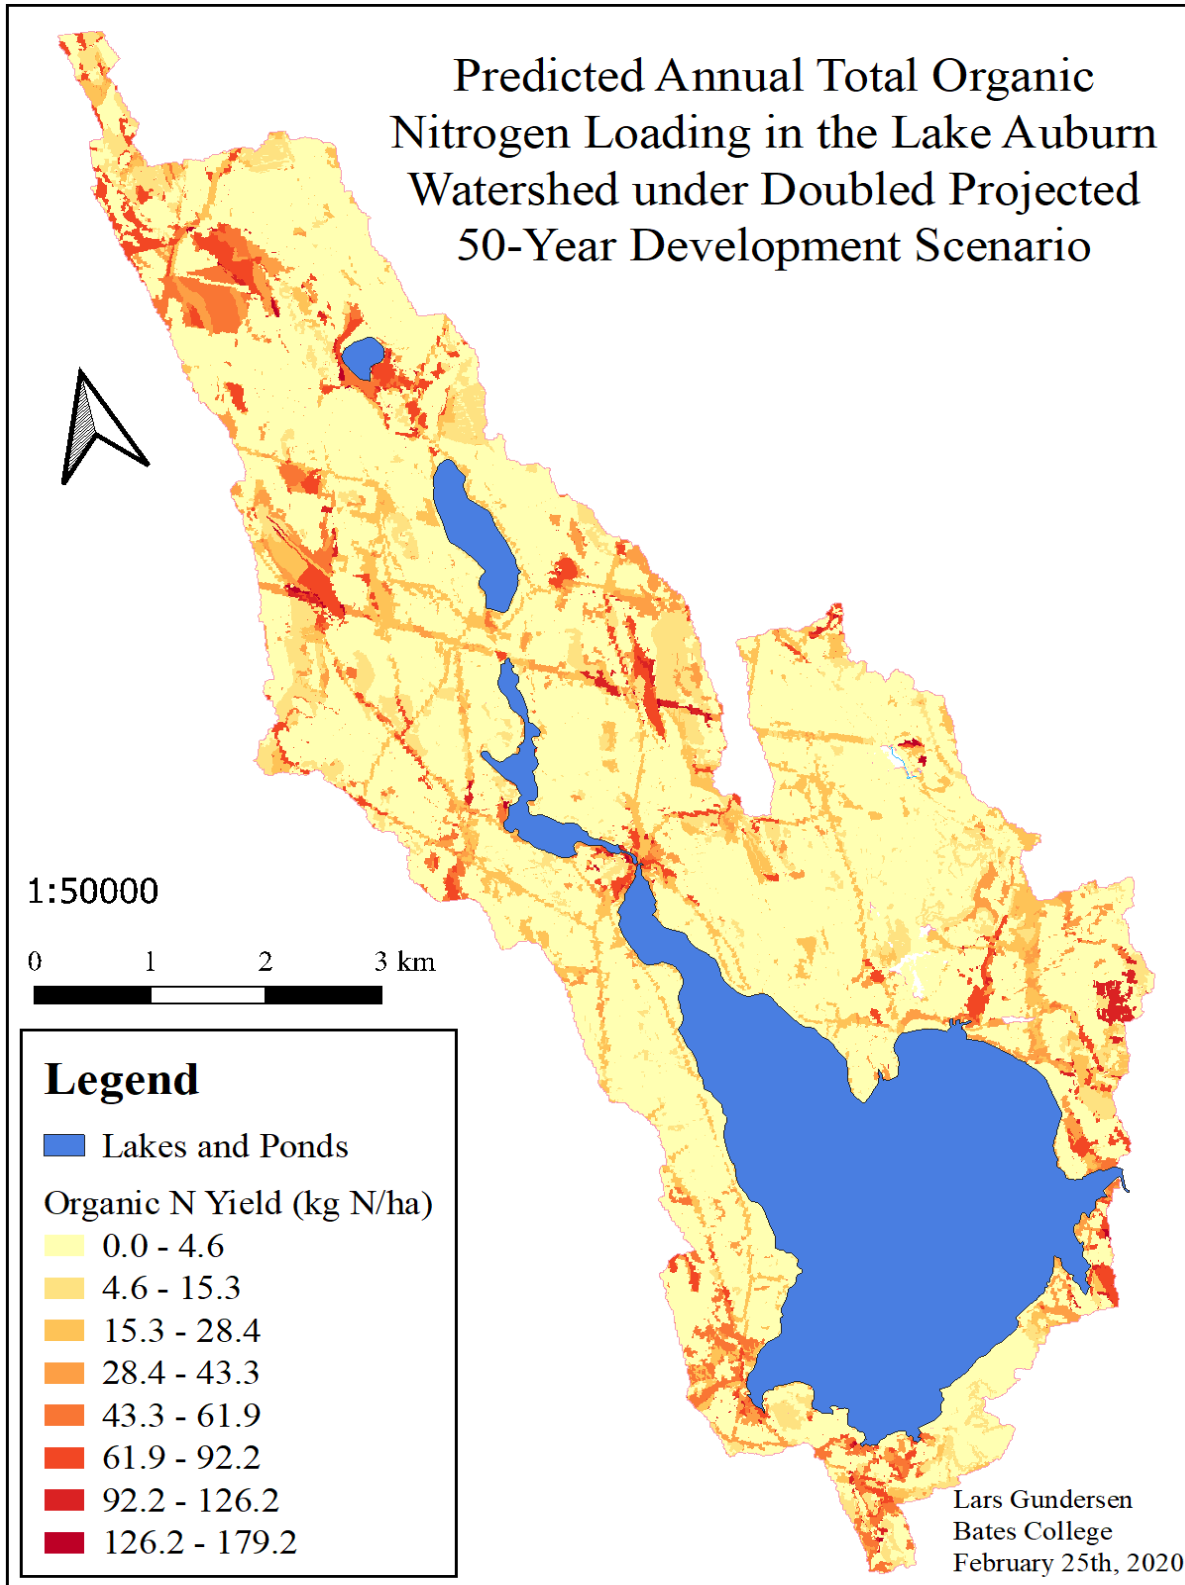 Predicted Annual Total Organic
Nitrogen Loading in the Lake Auburn
Watershed under Doubled Projected
50-Year Development Scenario
1:50000
0 1 2 3 km
Legend
Lakes and Ponds
Organic N Yield (kg N/ha)
0.0 - 4.6
4.6 - 15.3
15.3 - 28.4
28.4 - 43.3
43.3 - 61.9
61.9 - 92.2
92.2 - 126.2
126.2 - 179.2
Lars Gundersen
Bates College
February 25th, 2020